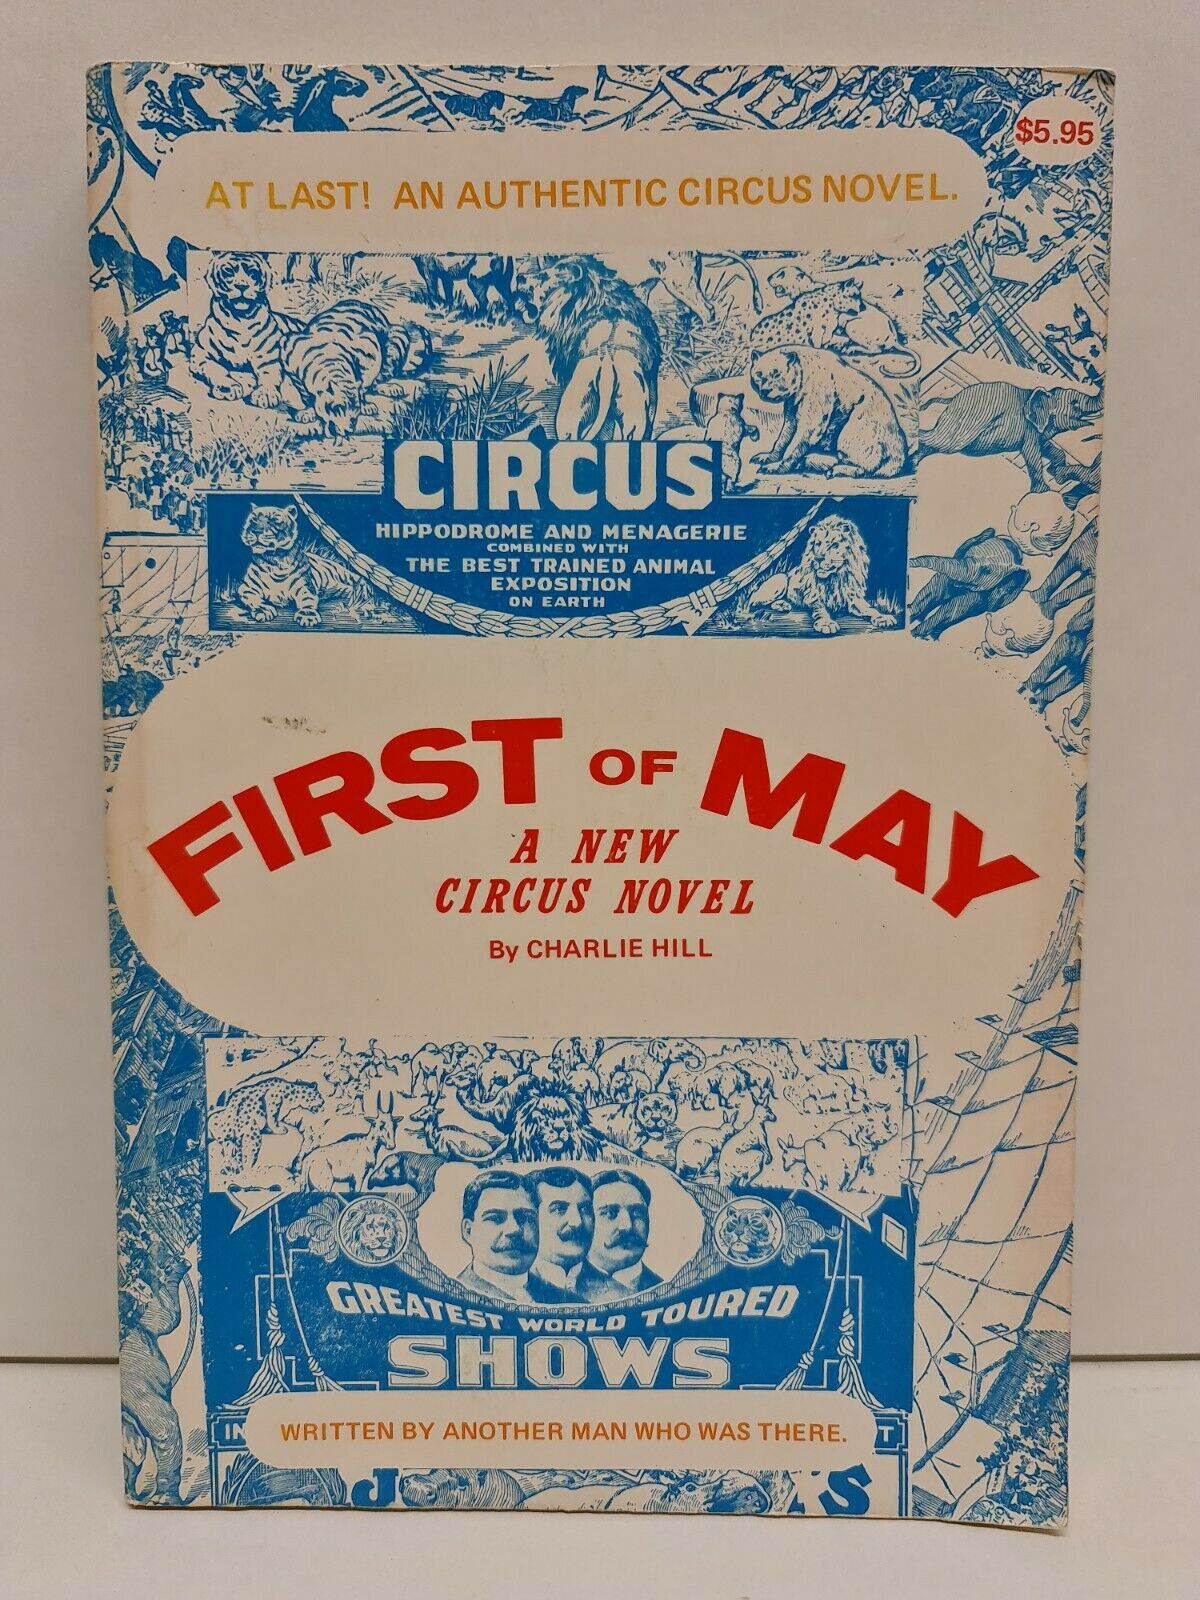 $5.95
AT LAST! AN AUTHENTIC CIRCUS NOVEL.
CIRCUS
HIPPODROME AND MENAGERIE
COMBINED WITH
THE BEST TRAINED ANIMAL
EXPOSITION
ON EARTH
FIRST OF MAY
A NEW
CIRCUS NOVEL
By CHARLIE HILL
GREATEST WORLD TOURED
SHOWS
WRITTEN BY ANOTHER MAN WHO WAS THERE.